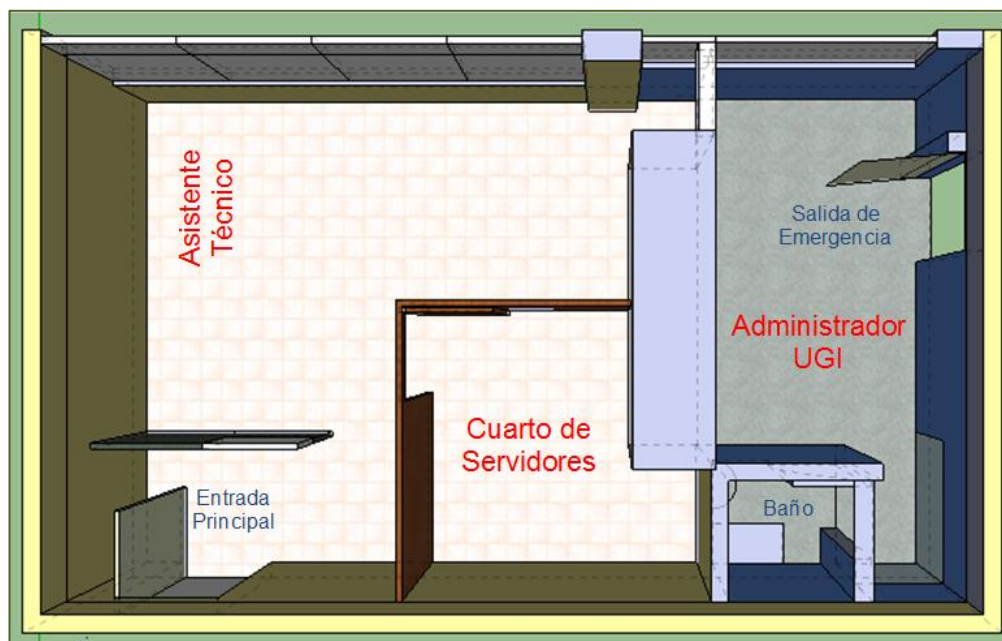 Asistente
Técnico
Salida de
Emergencia
Administrador
UGI
Cuarto de
Servidores
Entrada
Principal
Baño